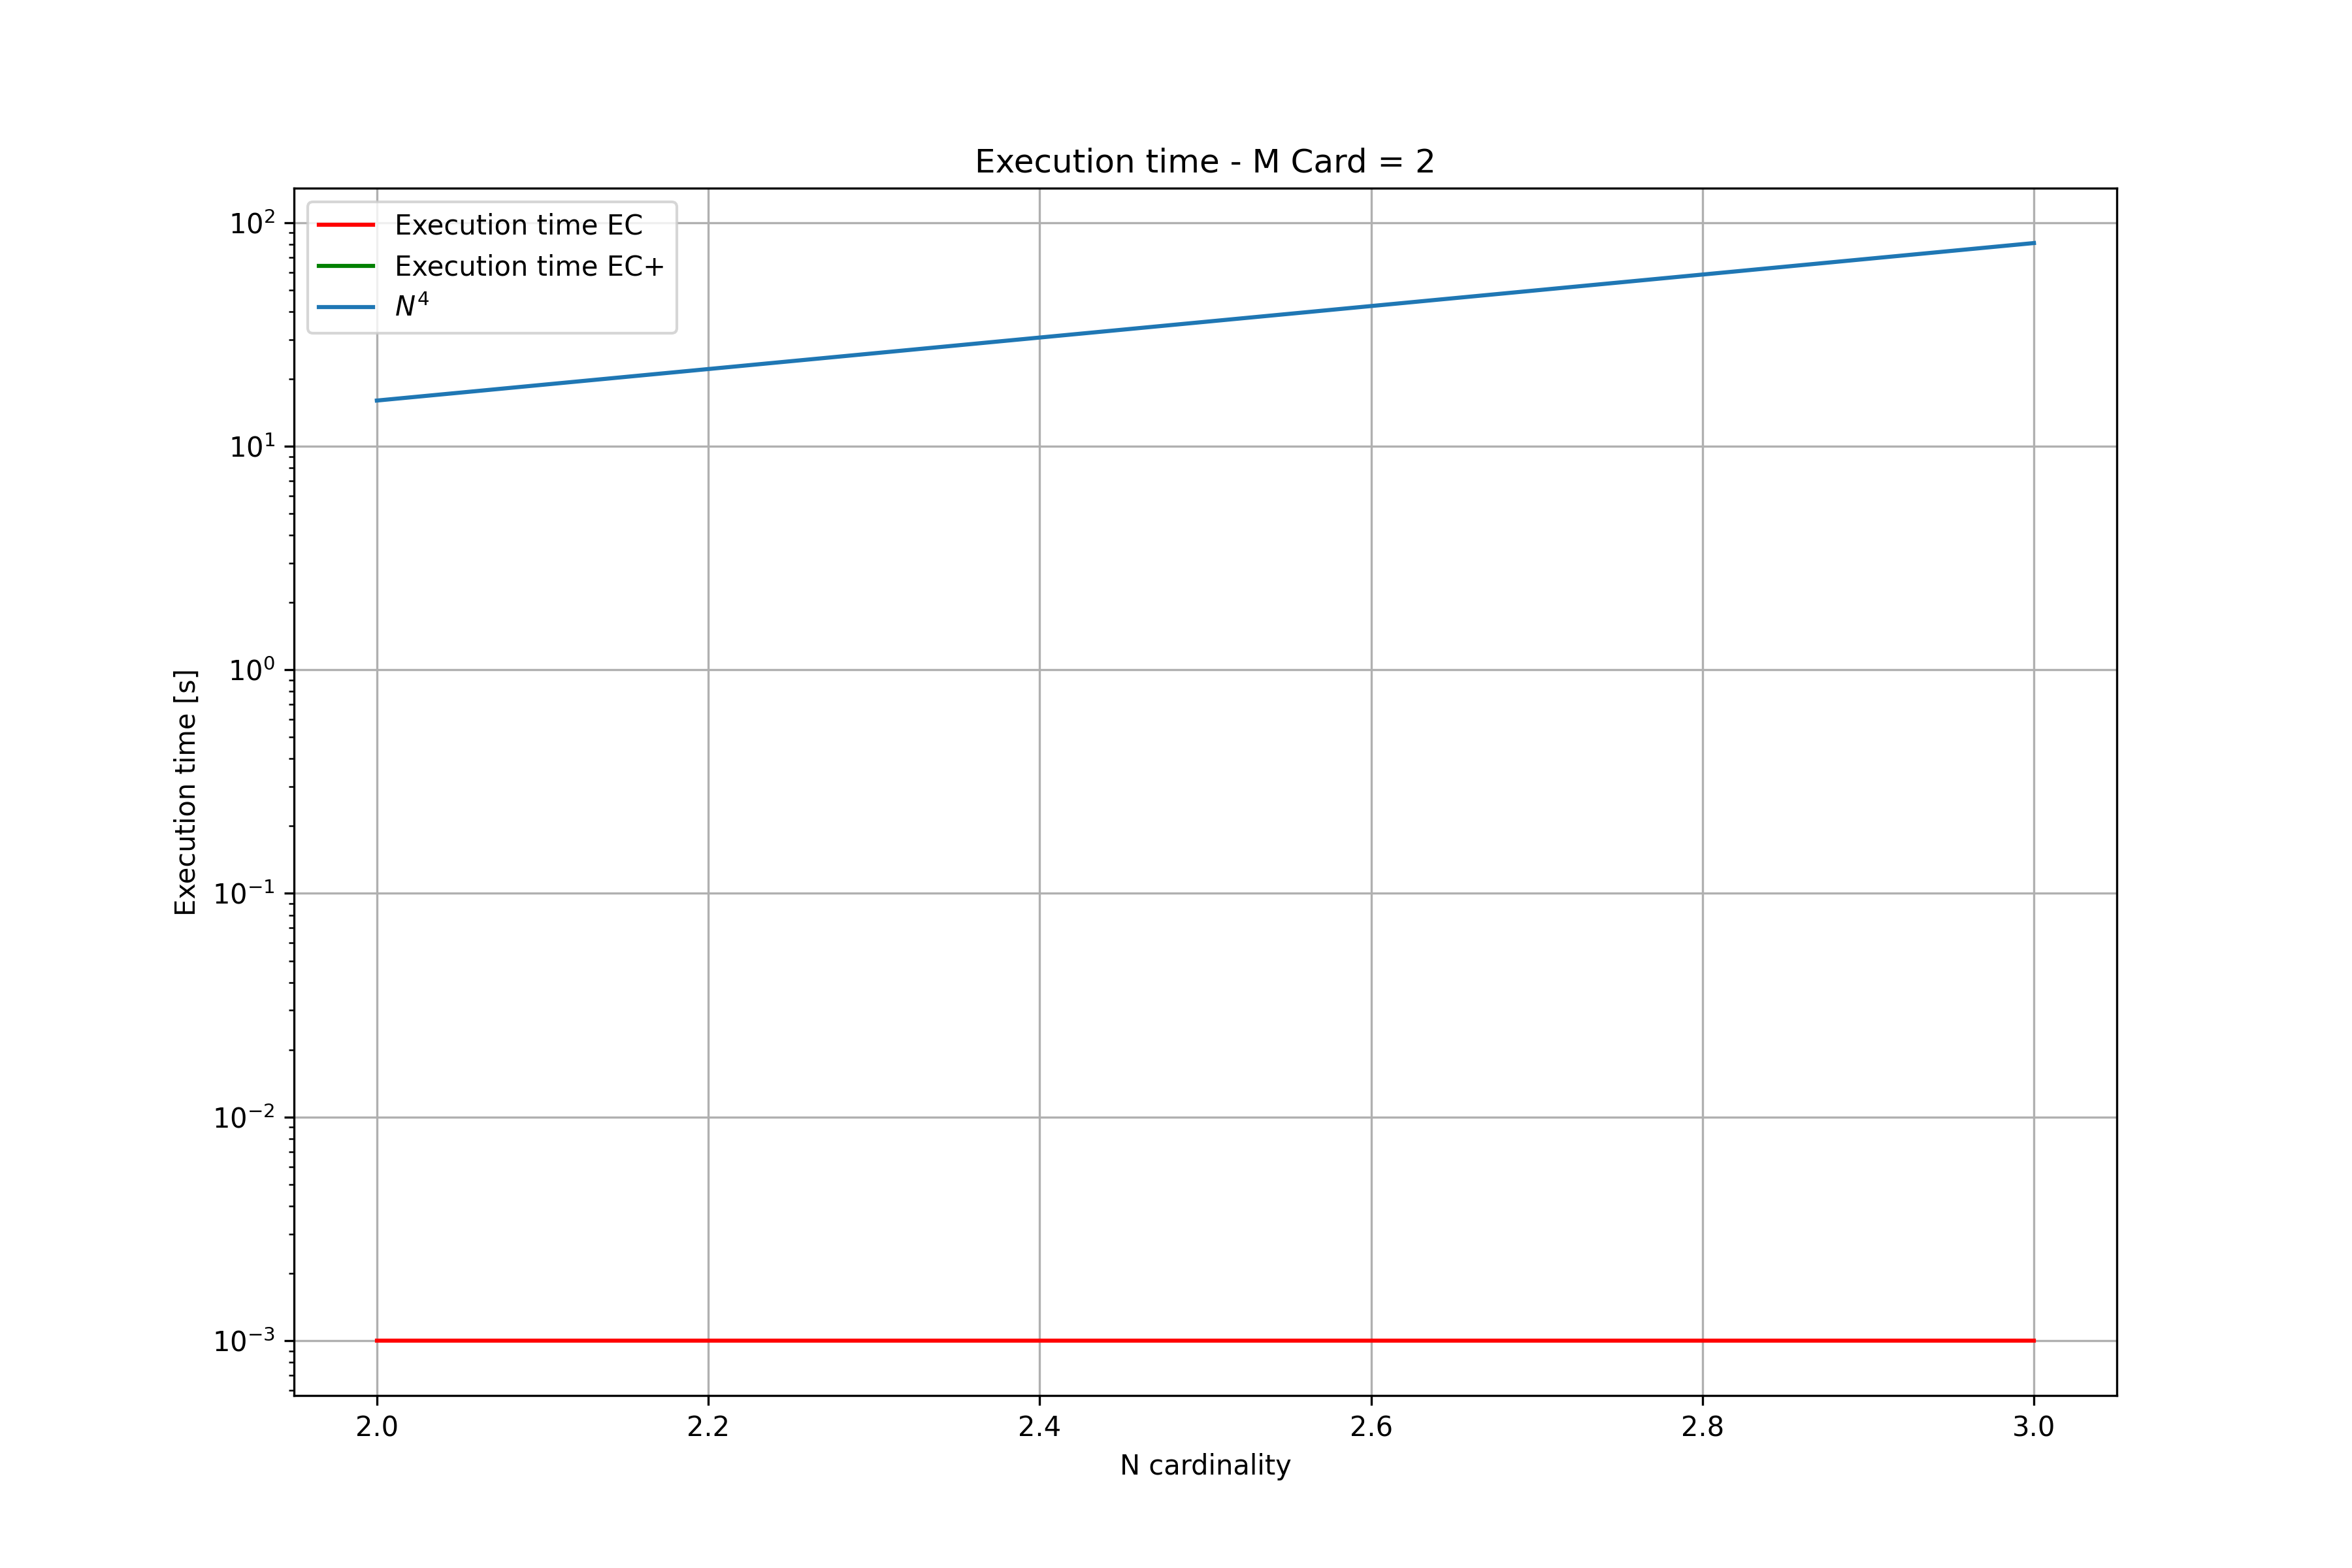 Execution time - M Card = 2
Execution time EC
Execution time EC+
N⁴
10²
10¹
10⁰
10⁻¹
10⁻²
10⁻³
Execution time [s]
2.0 2.2 2.4 2.6 2.8 3.0
N cardinality